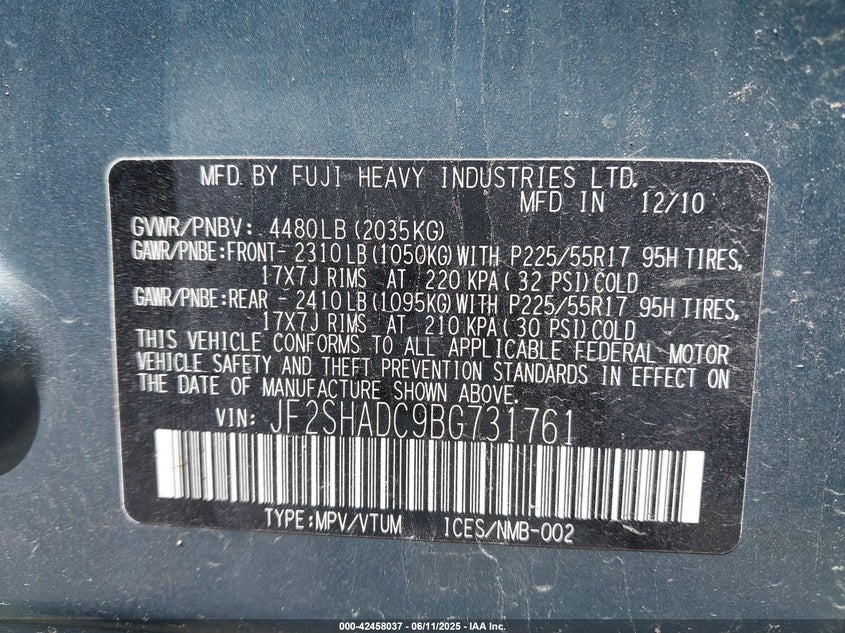 MFD. BY FUJI HEAVY INDUSTRIES LTD.
MFD IN 12/10
GVWR/PNBV: 4480LB(2035KG)
GAWR/PNBE:FRONT- 2310LB(1050KG)WITH P225/55R17 95H TIRES,
17X7J RIMS AT 220 KPA(32 PSI)COLD
GAWR/PNBE:REAR - 2410LB(1095KG)WITH P225/55R17 95H TIRES,
17X7J RIMS AT 210 KPA(30 PSI)COLD
THIS VEHICLE CONFORMS TO ALL APPLICABLE FEDERAL MOTOR
VEHICLE SAFETY AND THEFT PREVENTION STANDARDS IN EFFECT ON
THE DATE OF MANUFACTURE SHOWN ABOVE.
VIN: JF2SHADC9BG731761
TYPE:MPV/VTUM ICES/NMB-002
000-42458037 - 06/11/2025 - IAA Inc.